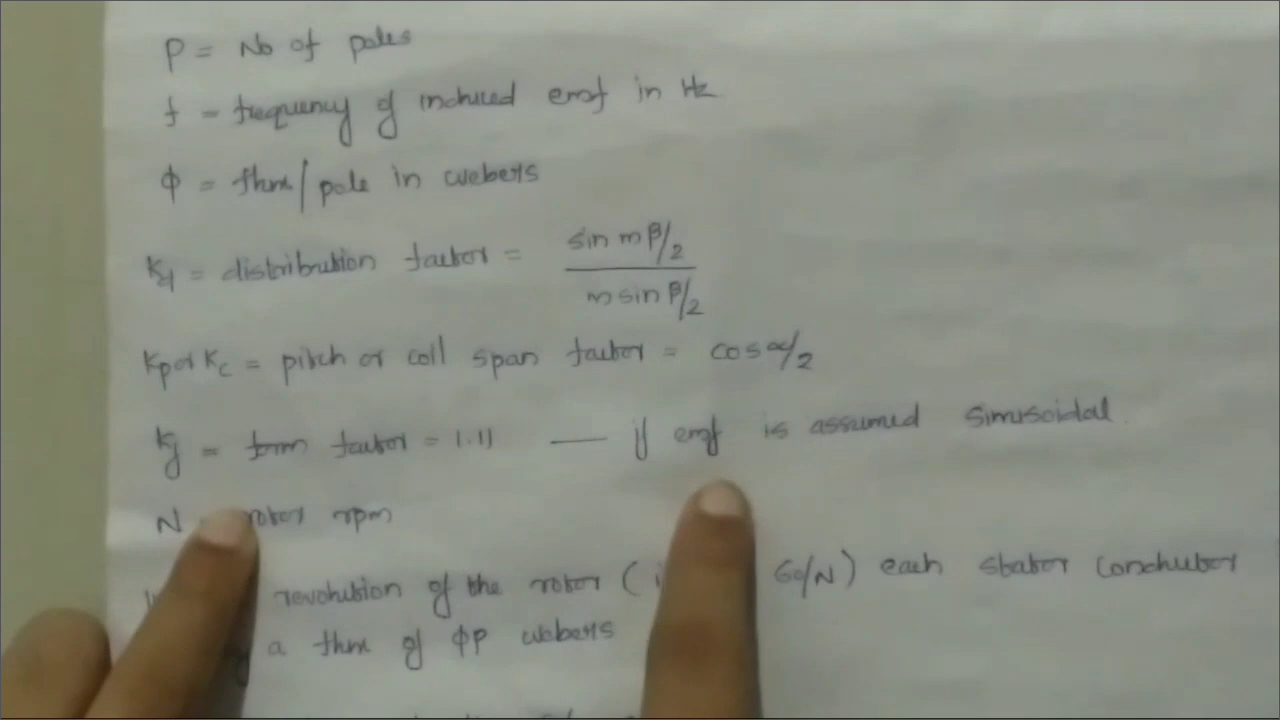 P = No of poles
f - frequency of induced emf in Hz
Φ = flux/pole in webers
Kd = distribution factor = sin mβ/2
m sin β/2
Kp or Kc = pitch or coil span factor = cos α/2
Kf = form factor = 1.11 — if emf is assumed sinusoidal.
N rotor rpm
revolution of the rotor ( 60/N) each stator conductor
a flux of ΦP webers